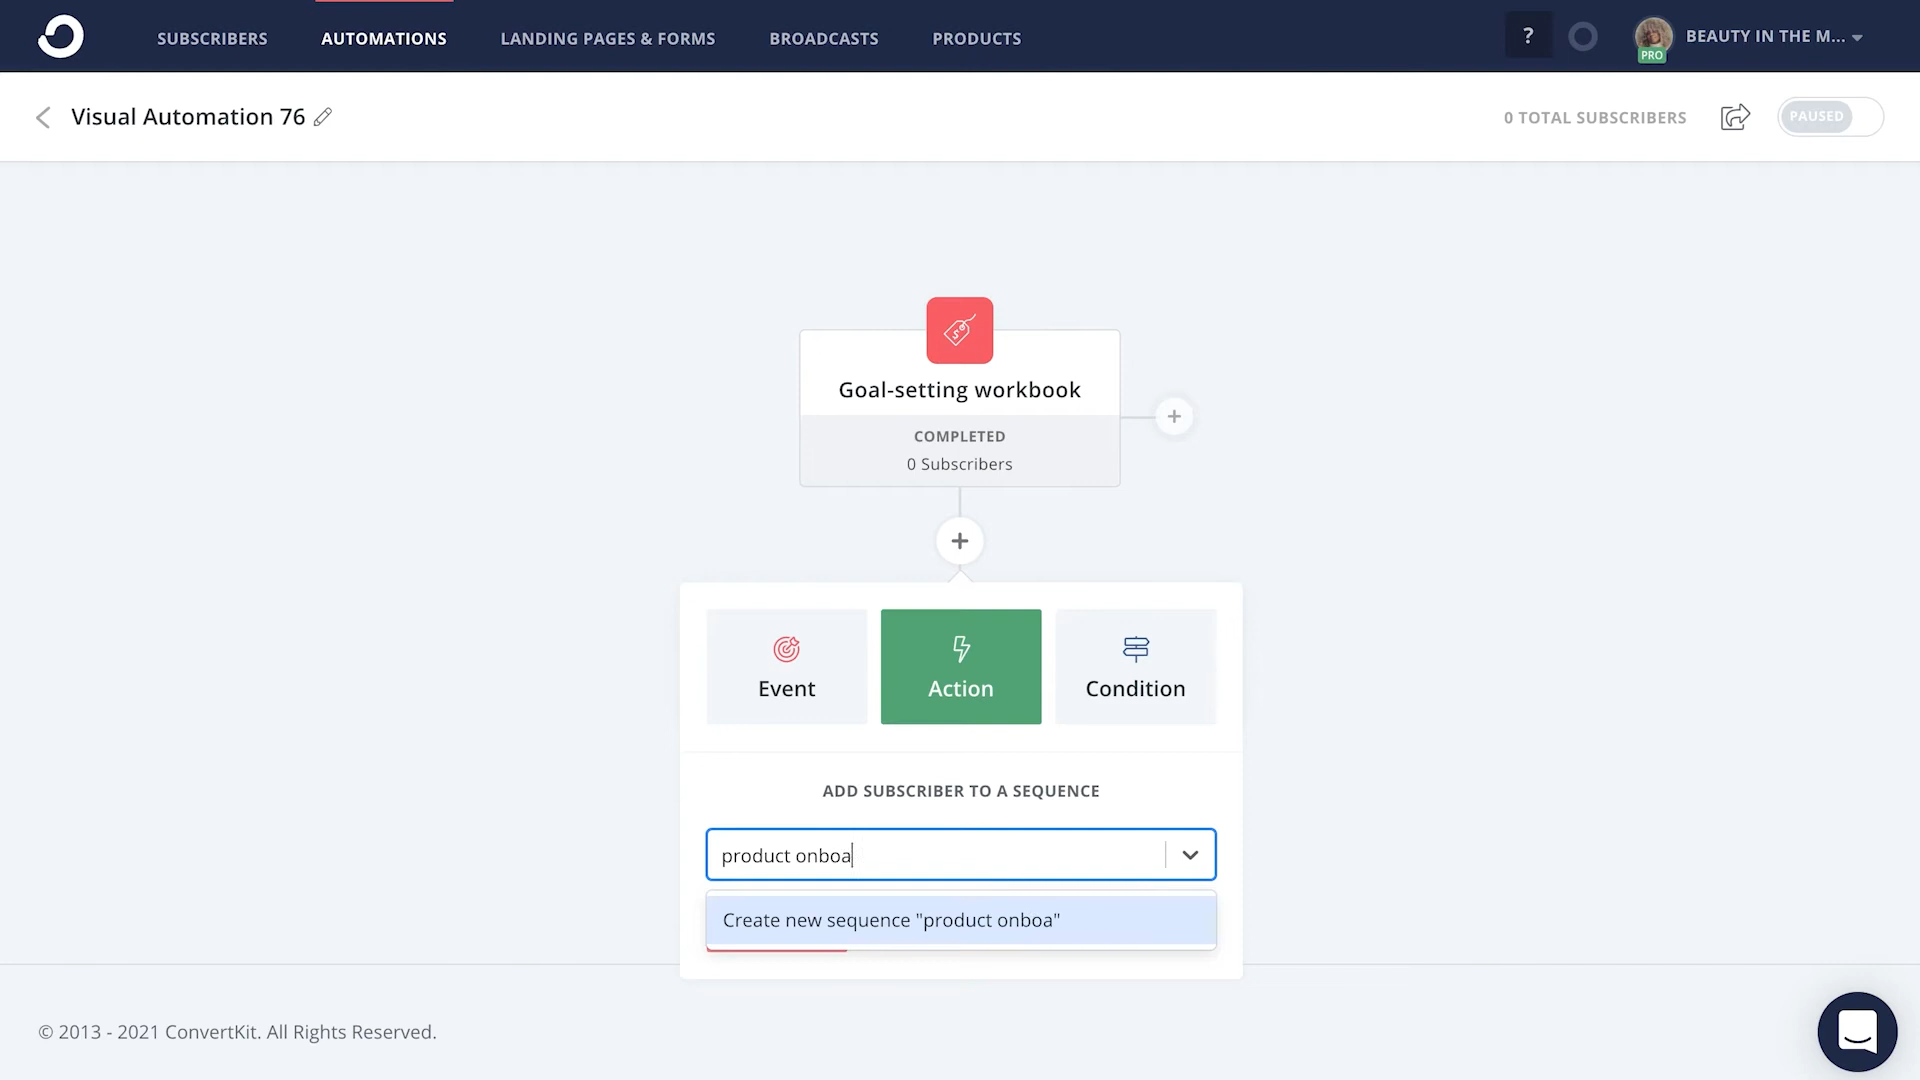 SUBSCRIBERS
AUTOMATIONS
LANDING PAGES & FORMS
BROADCASTS
PRODUCTS
?
PRO
BEAUTY IN THE M...
Visual Automation 76
0 TOTAL SUBSCRIBERS
PAUSED
Goal-setting workbook
COMPLETED
0 Subscribers
Event
Action
Condition
ADD SUBSCRIBER TO A SEQUENCE
product onboa
Create new sequence "product onboa"
© 2013 - 2021 ConvertKit. All Rights Reserved.